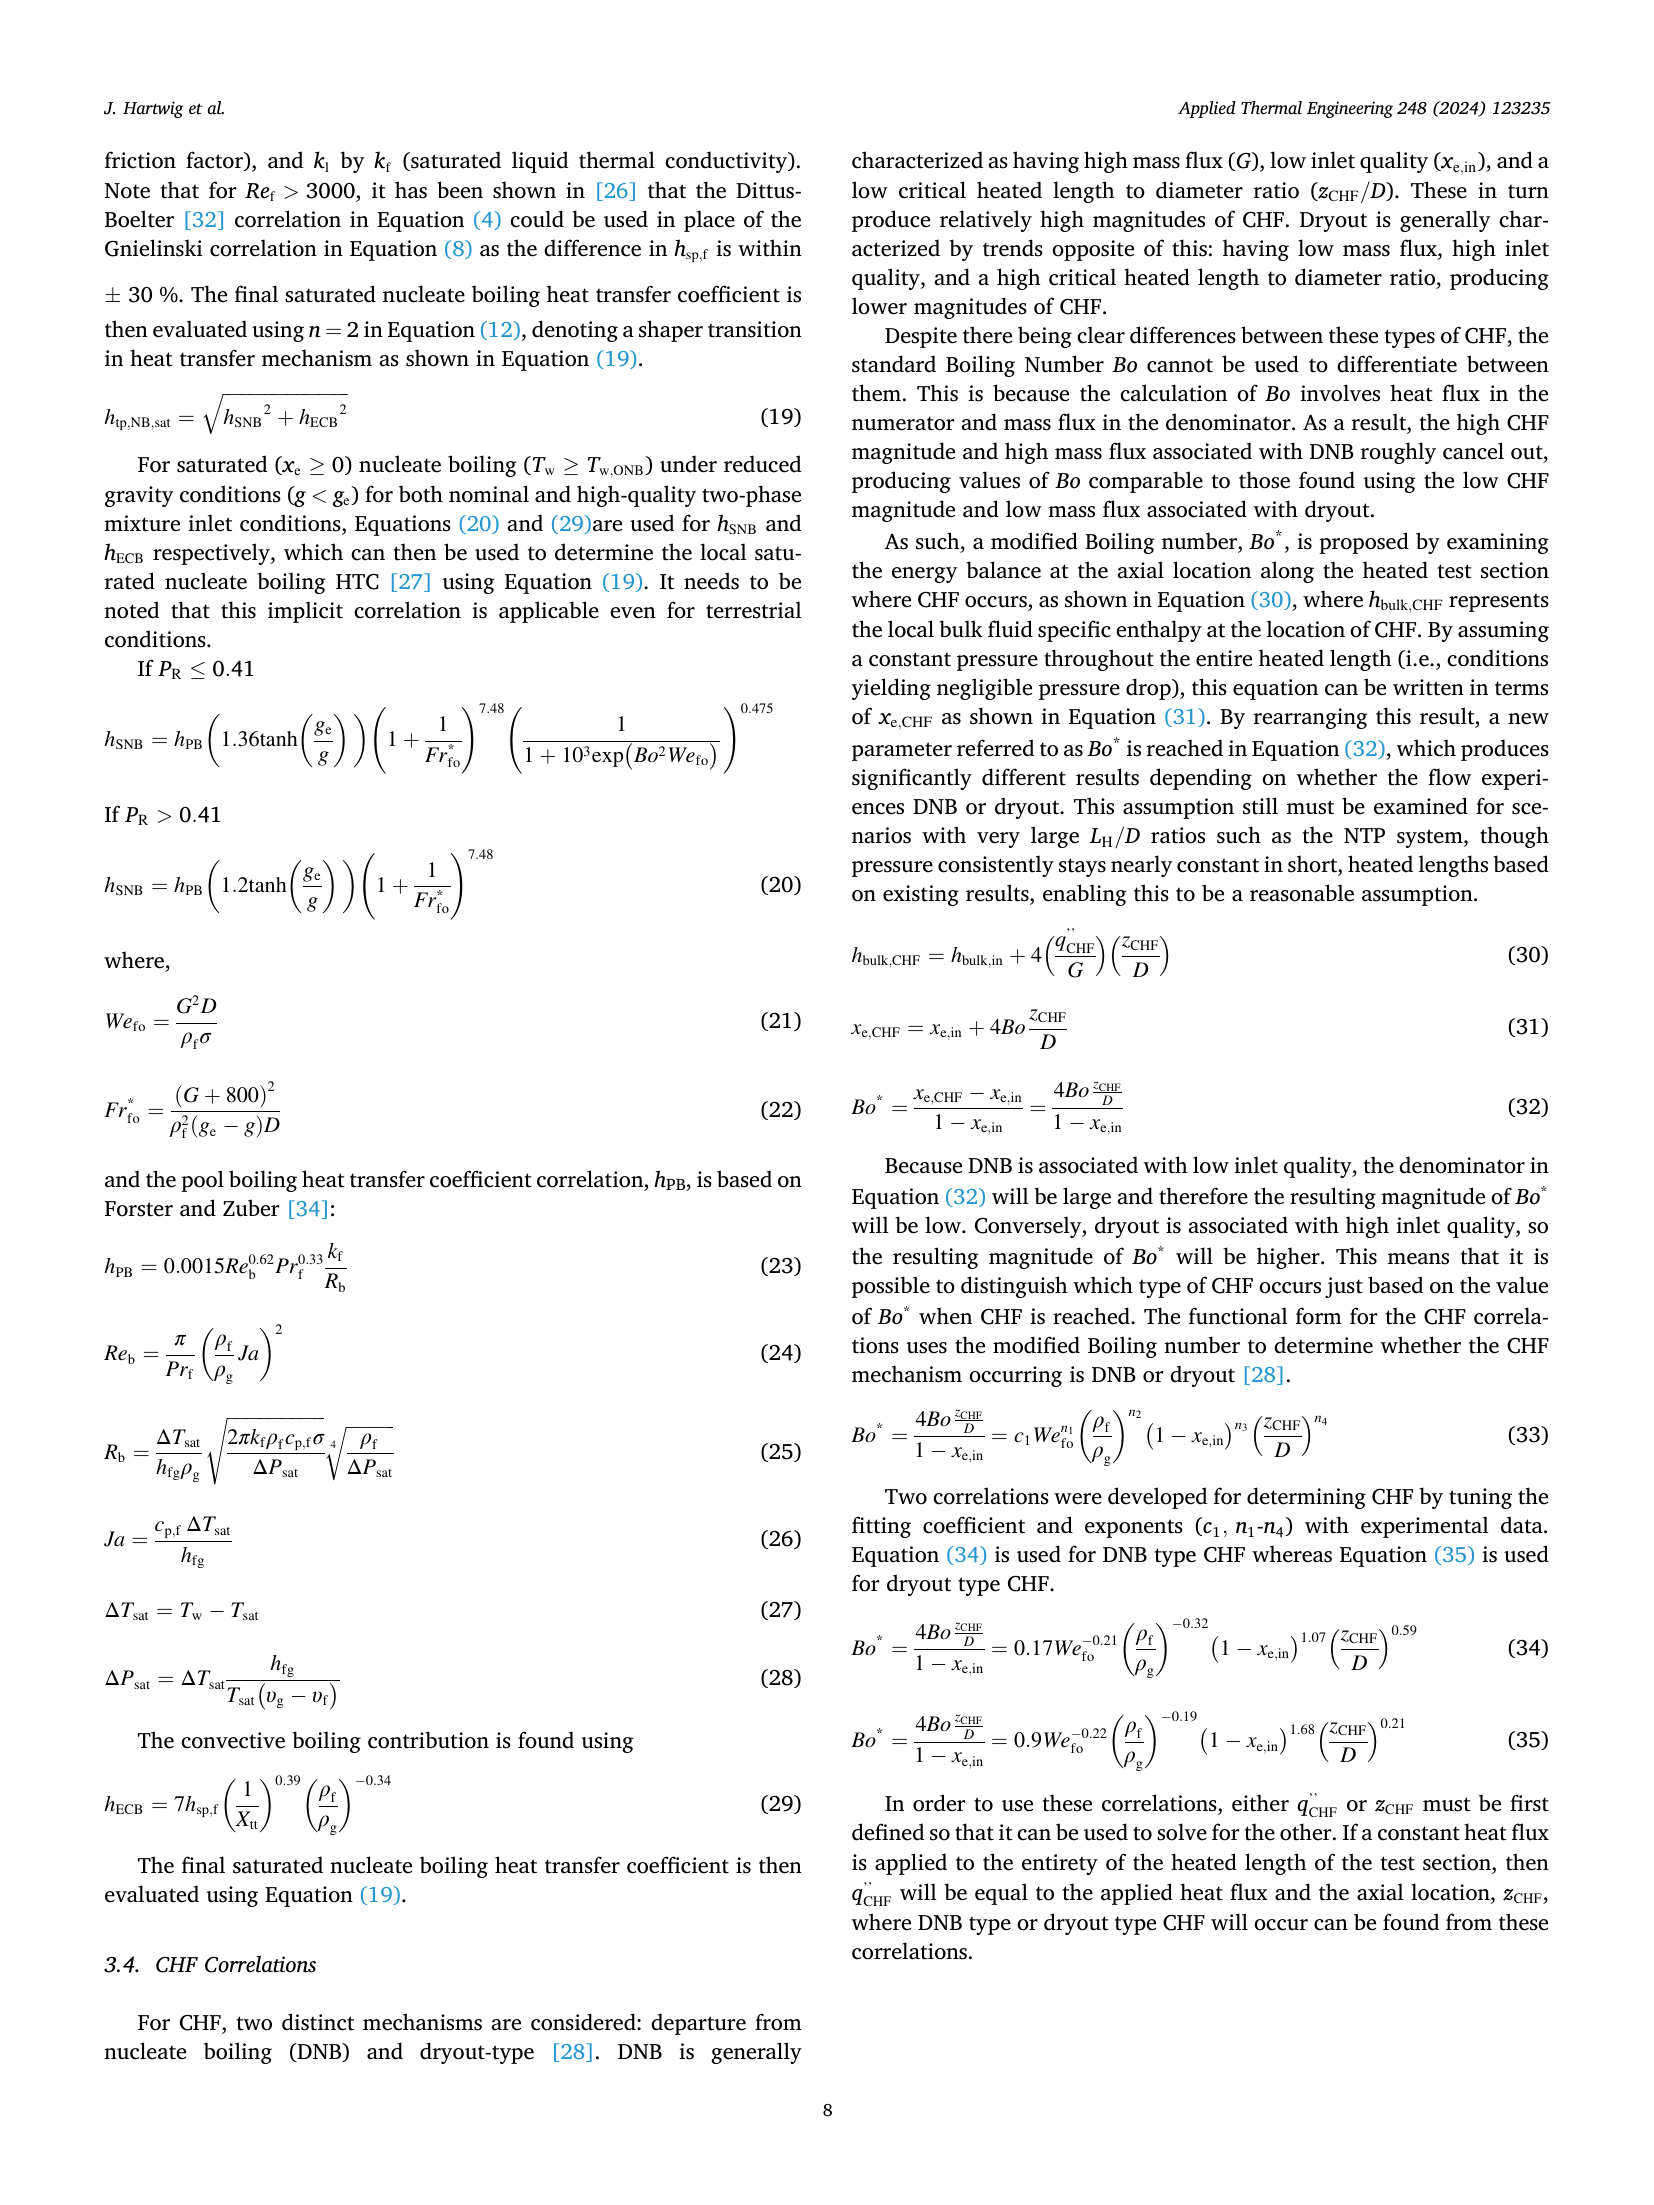 J. Hartwig et al.
Applied Thermal Engineering 248 (2024) 123235
friction factor), and k_l by k_f (saturated liquid thermal conductivity).
Note that for Re_f > 3000, it has been shown in [26] that the Dittus-
Boelter [32] correlation in Equation (4) could be used in place of the
Gnielinski correlation in Equation (8) as the difference in h_sp,f is within
± 30 %. The final saturated nucleate boiling heat transfer coefficient is
then evaluated using n = 2 in Equation (12), denoting a shaper transition
in heat transfer mechanism as shown in Equation (19).
h_tp,NB,sat = √(h_SNB^2 + h_ECB^2) (19)
For saturated (x_e ≥ 0) nucleate boiling (T_w ≥ T_w,ONB) under reduced
gravity conditions (g < g_e) for both nominal and high-quality two-phase
mixture inlet conditions, Equations (20) and (29)are used for h_SNB and
h_ECB respectively, which can then be used to determine the local satu-
rated nucleate boiling HTC [27] using Equation (19). It needs to be
noted that this implicit correlation is applicable even for terrestrial
conditions.
If P_R ≤ 0.41
h_SNB = h_PB (1.36tanh(g_e/g)) (1 + 1/Fr_fo^*)^7.48 (1/(1 + 10^3exp(Bo^2We_fo)))^0.475
If P_R > 0.41
h_SNB = h_PB (1.2tanh(g_e/g)) (1 + 1/Fr_fo^*)^7.48 (20)
where,
We_fo = G^2D/(ρ_fσ) (21)
Fr_fo^* = (G + 800)^2/(ρ_f^2(g_e − g)D) (22)
and the pool boiling heat transfer coefficient correlation, h_PB, is based on
Forster and Zuber [34]:
h_PB = 0.0015Re_b^0.62 Pr_f^0.33 k_f/R_b (23)
Re_b = π/Pr_f (ρ_f/ρ_g Ja)^2 (24)
R_b = ΔT_sat/(h_fgρ_g) √(2πk_fρ_fc_p,fσ/ΔP_sat) ∜(ρ_f/ΔP_sat) (25)
Ja = c_p,f ΔT_sat/h_fg (26)
ΔT_sat = T_w − T_sat (27)
ΔP_sat = ΔT_sat h_fg/(T_sat(υ_g − υ_f)) (28)
The convective boiling contribution is found using
h_ECB = 7h_sp,f (1/X_tt)^0.39 (ρ_f/ρ_g)^−0.34 (29)
The final saturated nucleate boiling heat transfer coefficient is then
evaluated using Equation (19).
3.4. CHF Correlations
For CHF, two distinct mechanisms are considered: departure from
nucleate boiling (DNB) and dryout-type [28]. DNB is generally
characterized as having high mass flux (G), low inlet quality (x_e,in), and a
low critical heated length to diameter ratio (z_CHF/D). These in turn
produce relatively high magnitudes of CHF. Dryout is generally char-
acterized by trends opposite of this: having low mass flux, high inlet
quality, and a high critical heated length to diameter ratio, producing
lower magnitudes of CHF.
Despite there being clear differences between these types of CHF, the
standard Boiling Number Bo cannot be used to differentiate between
them. This is because the calculation of Bo involves heat flux in the
numerator and mass flux in the denominator. As a result, the high CHF
magnitude and high mass flux associated with DNB roughly cancel out,
producing values of Bo comparable to those found using the low CHF
magnitude and low mass flux associated with dryout.
As such, a modified Boiling number, Bo^*, is proposed by examining
the energy balance at the axial location along the heated test section
where CHF occurs, as shown in Equation (30), where h_bulk,CHF represents
the local bulk fluid specific enthalpy at the location of CHF. By assuming
a constant pressure throughout the entire heated length (i.e., conditions
yielding negligible pressure drop), this equation can be written in terms
of x_e,CHF as shown in Equation (31). By rearranging this result, a new
parameter referred to as Bo^* is reached in Equation (32), which produces
significantly different results depending on whether the flow experi-
ences DNB or dryout. This assumption still must be examined for sce-
narios with very large L_H/D ratios such as the NTP system, though
pressure consistently stays nearly constant in short, heated lengths based
on existing results, enabling this to be a reasonable assumption.
h_bulk,CHF = h_bulk,in + 4(q''_CHF/G)(z_CHF/D) (30)
x_e,CHF = x_e,in + 4Bo z_CHF/D (31)
Bo^* = (x_e,CHF − x_e,in)/(1 − x_e,in) = (4Bo z_CHF/D)/(1 − x_e,in) (32)
Because DNB is associated with low inlet quality, the denominator in
Equation (32) will be large and therefore the resulting magnitude of Bo^*
will be low. Conversely, dryout is associated with high inlet quality, so
the resulting magnitude of Bo^* will be higher. This means that it is
possible to distinguish which type of CHF occurs just based on the value
of Bo^* when CHF is reached. The functional form for the CHF correla-
tions uses the modified Boiling number to determine whether the CHF
mechanism occurring is DNB or dryout [28].
Bo^* = (4Bo z_CHF/D)/(1 − x_e,in) = c_1We_fo^n_1 (ρ_f/ρ_g)^n_2 (1 − x_e,in)^n_3 (z_CHF/D)^n_4 (33)
Two correlations were developed for determining CHF by tuning the
fitting coefficient and exponents (c_1, n_1-n_4) with experimental data.
Equation (34) is used for DNB type CHF whereas Equation (35) is used
for dryout type CHF.
Bo^* = (4Bo z_CHF/D)/(1 − x_e,in) = 0.17We_fo^−0.21 (ρ_f/ρ_g)^−0.32 (1 − x_e,in)^1.07 (z_CHF/D)^0.59 (34)
Bo^* = (4Bo z_CHF/D)/(1 − x_e,in) = 0.9We_fo^−0.22 (ρ_f/ρ_g)^−0.19 (1 − x_e,in)^1.68 (z_CHF/D)^0.21 (35)
In order to use these correlations, either q''_CHF or z_CHF must be first
defined so that it can be used to solve for the other. If a constant heat flux
is applied to the entirety of the heated length of the test section, then
q''_CHF will be equal to the applied heat flux and the axial location, z_CHF,
where DNB type or dryout type CHF will occur can be found from these
correlations.
8